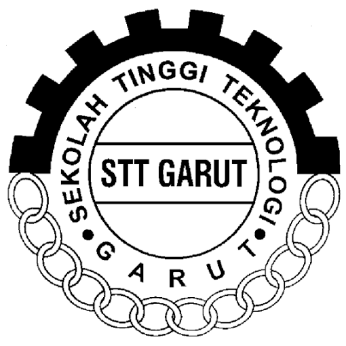 SEKOLAH TINGGI TEKNOLOGI
STT GARUT
• GARUT •